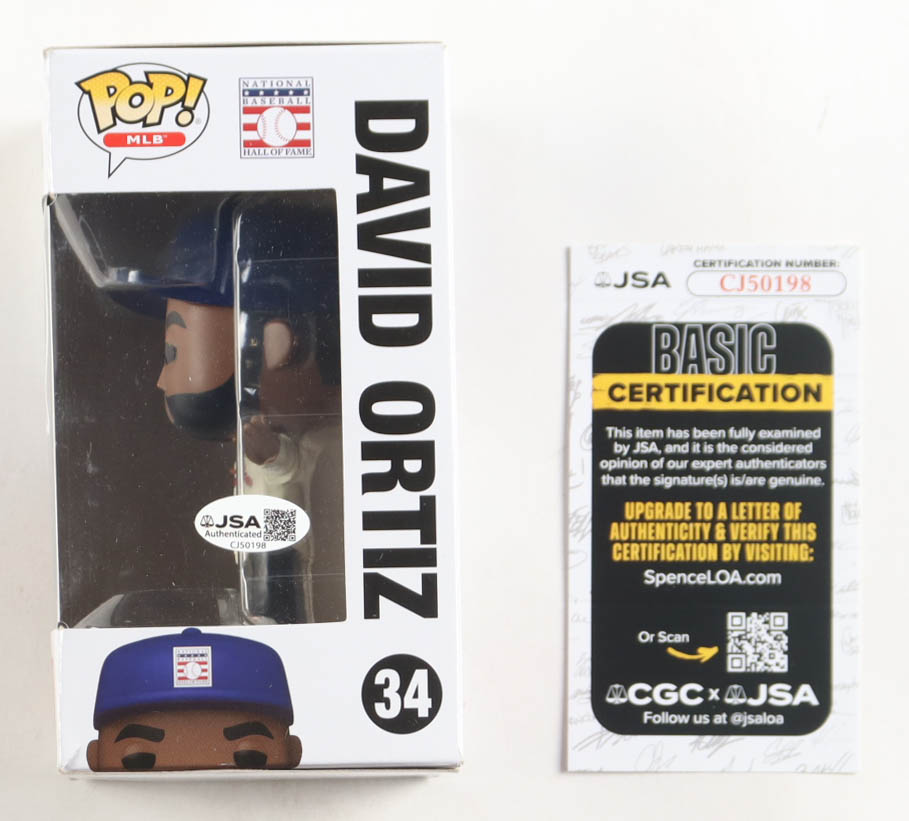 POP!
MLB™
NATIONAL
BASEBALL
HALL OF FAME
DAVID ORTIZ
JSA
Authenticated
CJ50198
34
JSA
CERTIFICATION NUMBER:
CJ50198
BASIC
CERTIFICATION
This item has been fully examined
by JSA, and it is the considered
opinion of our expert authenticators
that the signature(s) is/are genuine.
UPGRADE TO A LETTER OF
AUTHENTICITY & VERIFY THIS
CERTIFICATION BY VISITING:
SpenceLOA.com
Or Scan
CGC x JSA
Follow us at @jsaloa